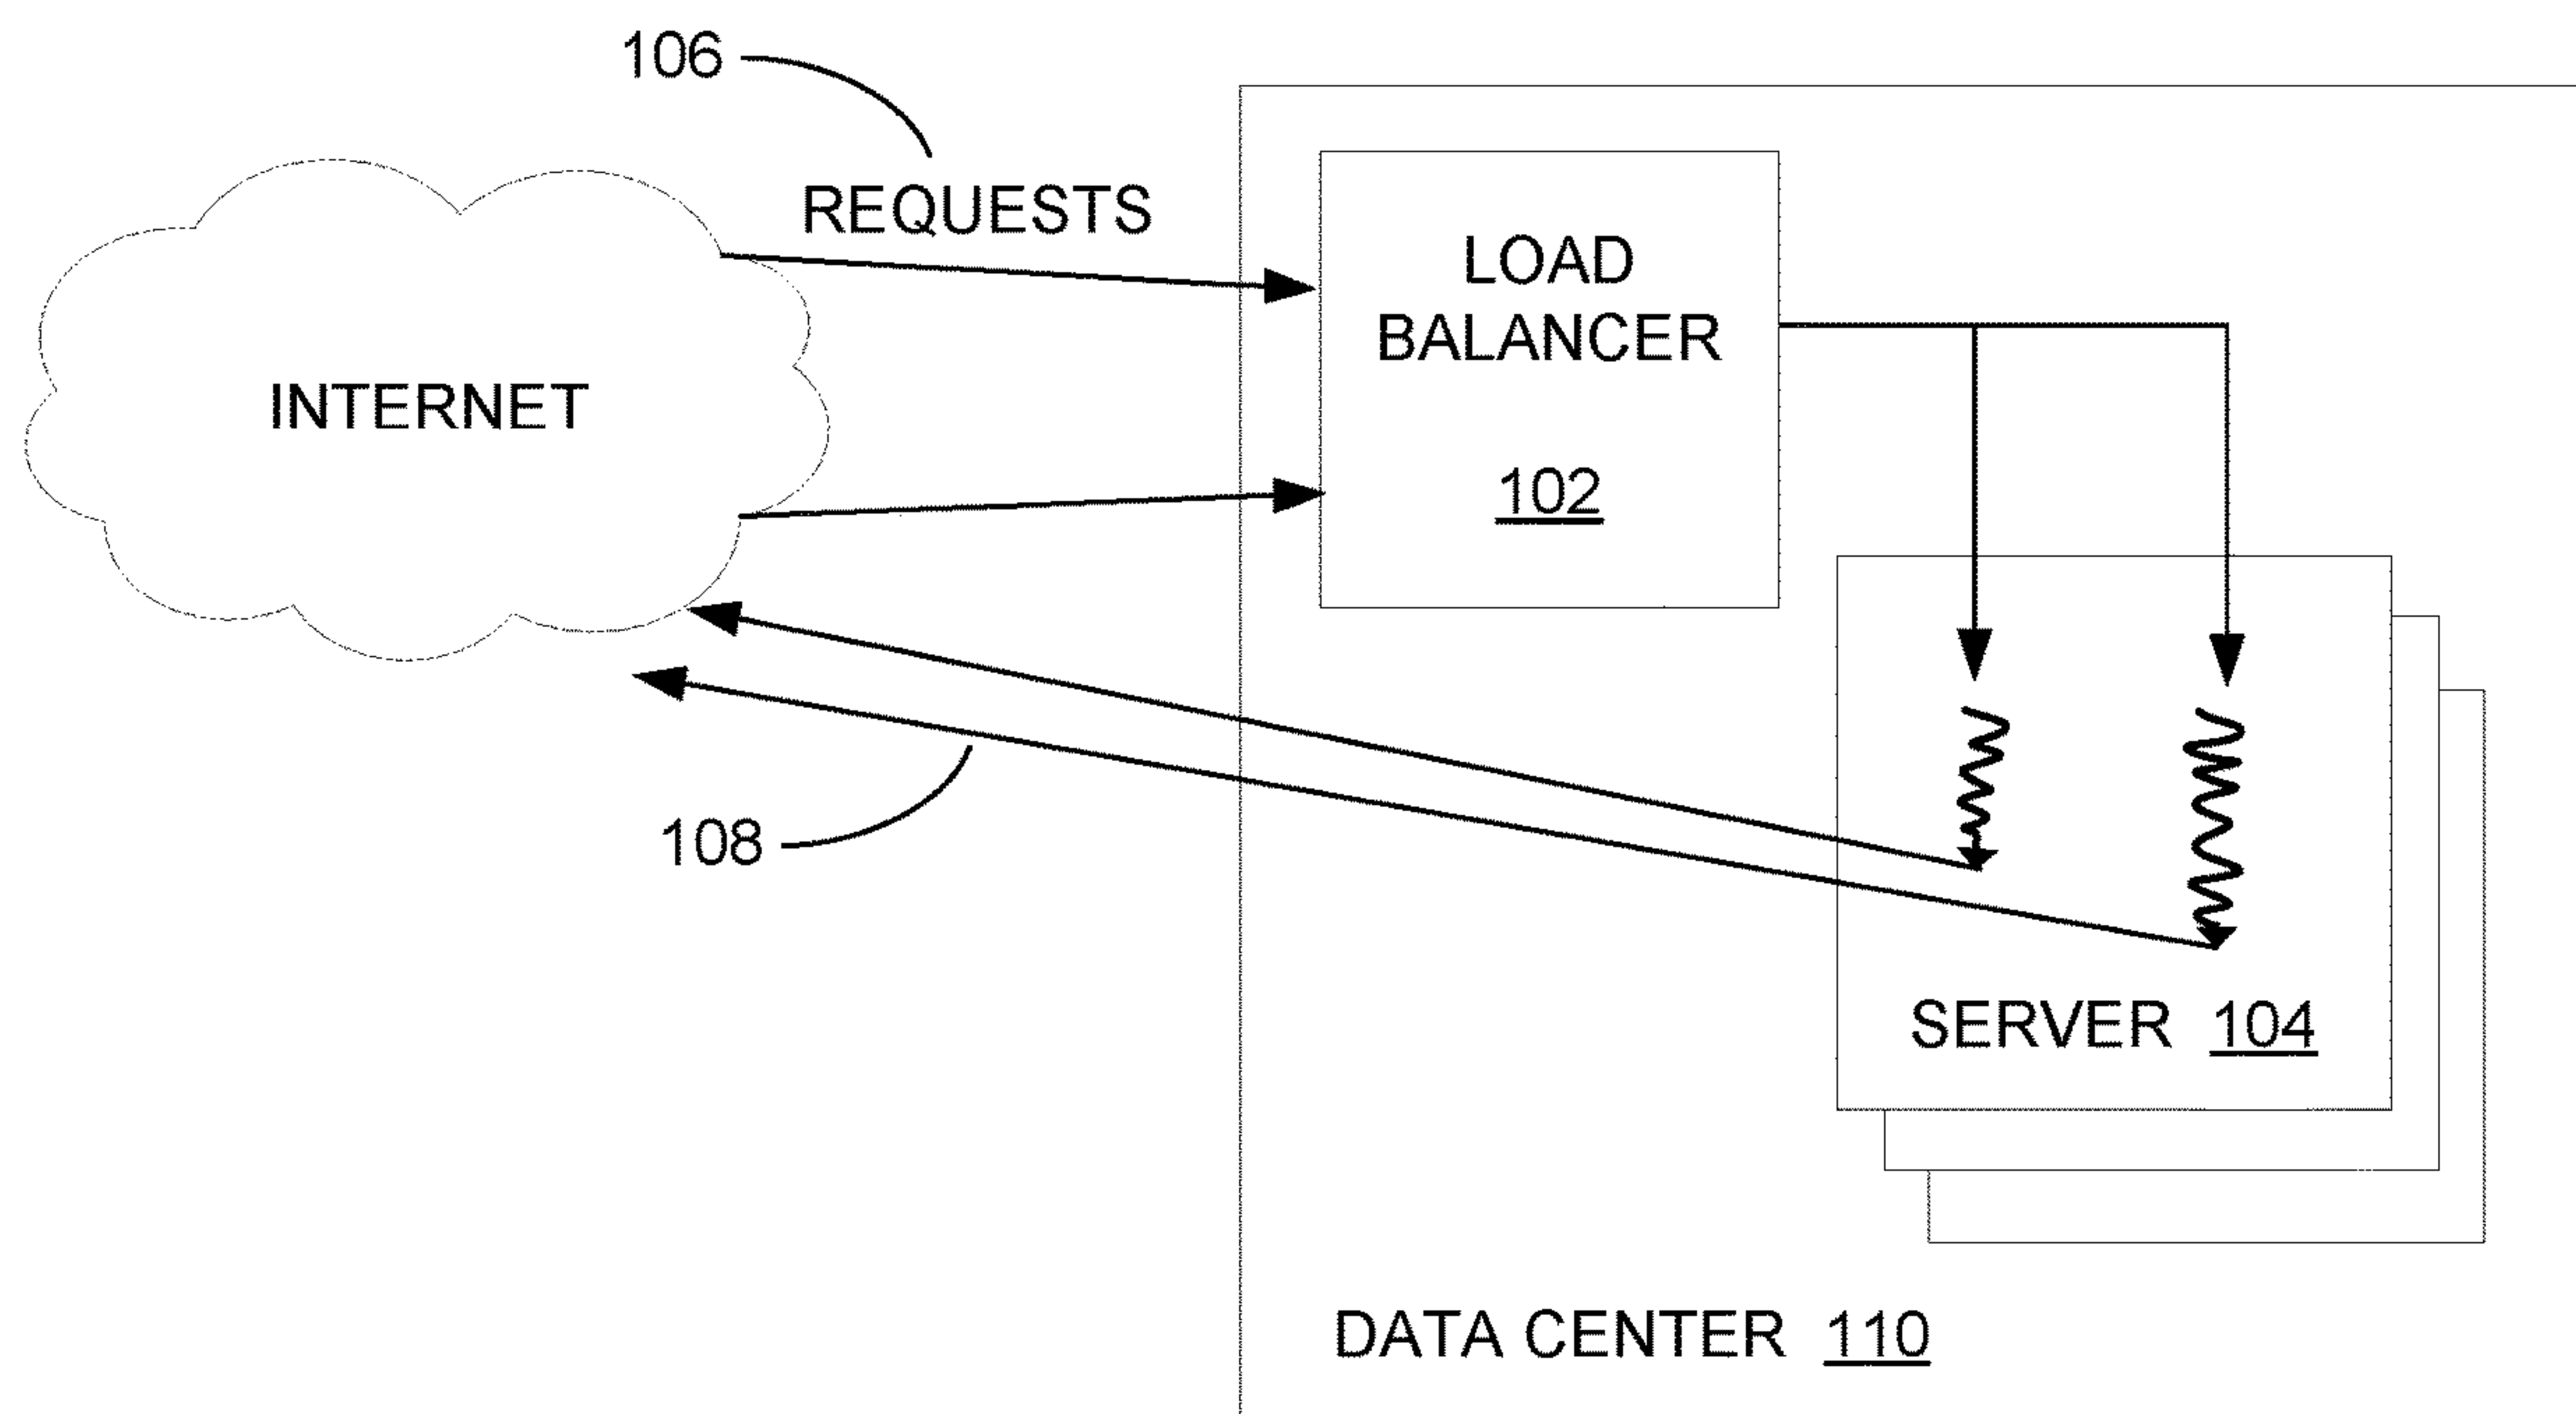 106
REQUESTS
LOAD
BALANCER
INTERNET
102
108
SERVER 104
DATA CENTER 110